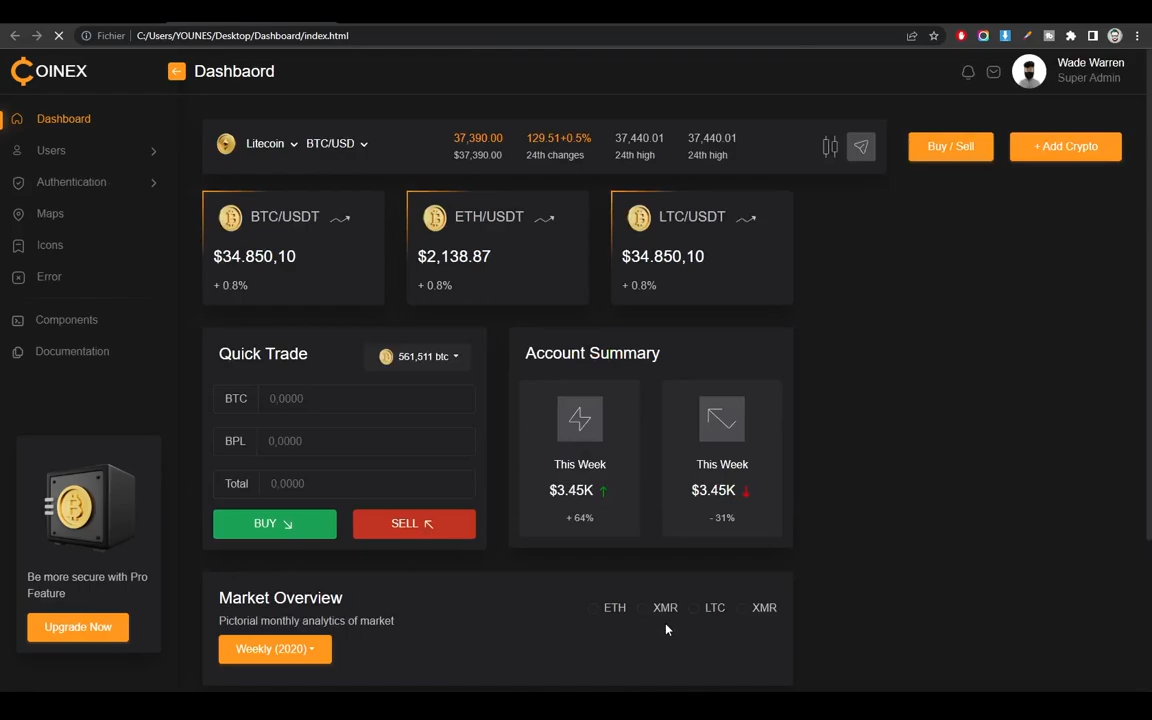 Fichier C:/Users/YOUNES/Desktop/Dashboard/index.html
OINEX
Dashbaord
Wade Warren
Super Admin
Dashboard
Users
Authentication
Maps
Icons
Error
Components
Documentation
Be more secure with Pro
Feature
Upgrade Now
Litecoin BTC/USD
37,390.00 129.51+0.5% 37,440.01 37,440.01
$37,390.00 24th changes 24th high 24th high
Buy / Sell
+ Add Crypto
BTC/USDT
$34.850,10
+ 0.8%
ETH/USDT
$2,138.87
+ 0.8%
LTC/USDT
$34.850,10
+ 0.8%
Quick Trade
561,511 btc
BTC 0,0000
BPL 0,0000
Total 0,0000
BUY SELL
Account Summary
This Week
$3.45K
+ 64%
This Week
$3.45K
- 31%
Market Overview
Pictorial monthly analytics of market
Weekly (2020)
ETH XMR LTC XMR